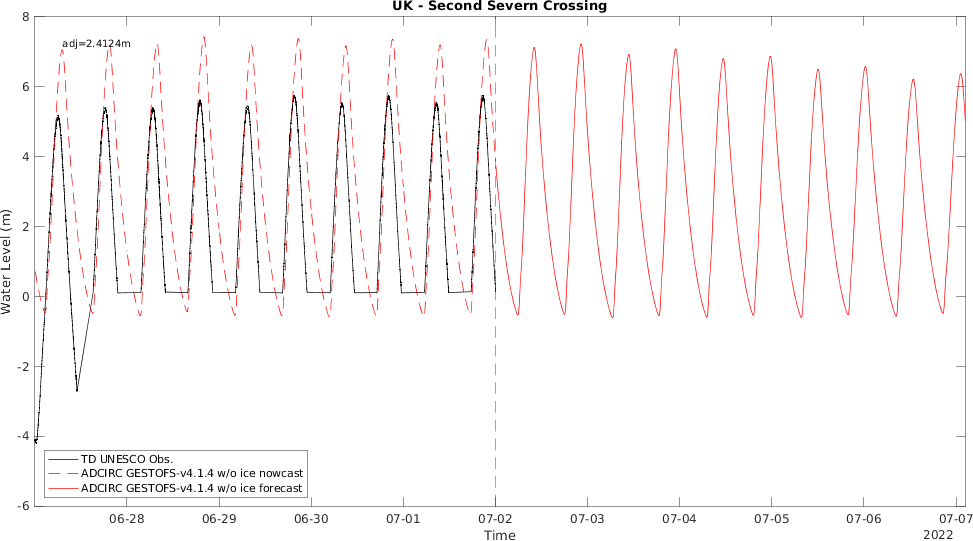 UK - Second Severn Crossing
adj=2.4124m
8
6
4
2
0
-2
-4
-6
Water Level (m)
TD UNESCO Obs.
ADCIRC GESTOFS-v4.1.4 w/o ice nowcast
ADCIRC GESTOFS-v4.1.4 w/o ice forecast
06-28 06-29 06-30 07-01 07-02 07-03 07-04 07-05 07-06 07-07
Time
2022